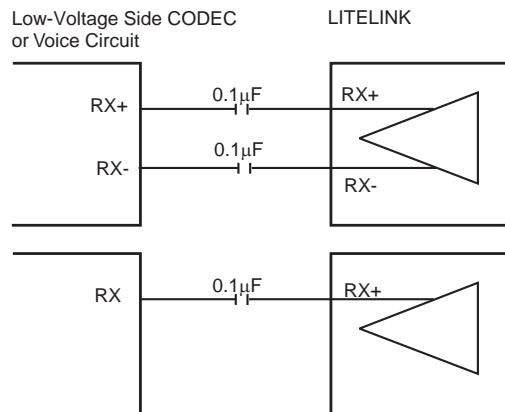 Low-Voltage Side CODEC
or Voice Circuit
LITELINK
RX+
0.1μF
RX+
RX-
0.1μF
RX-
RX
0.1μF
RX+